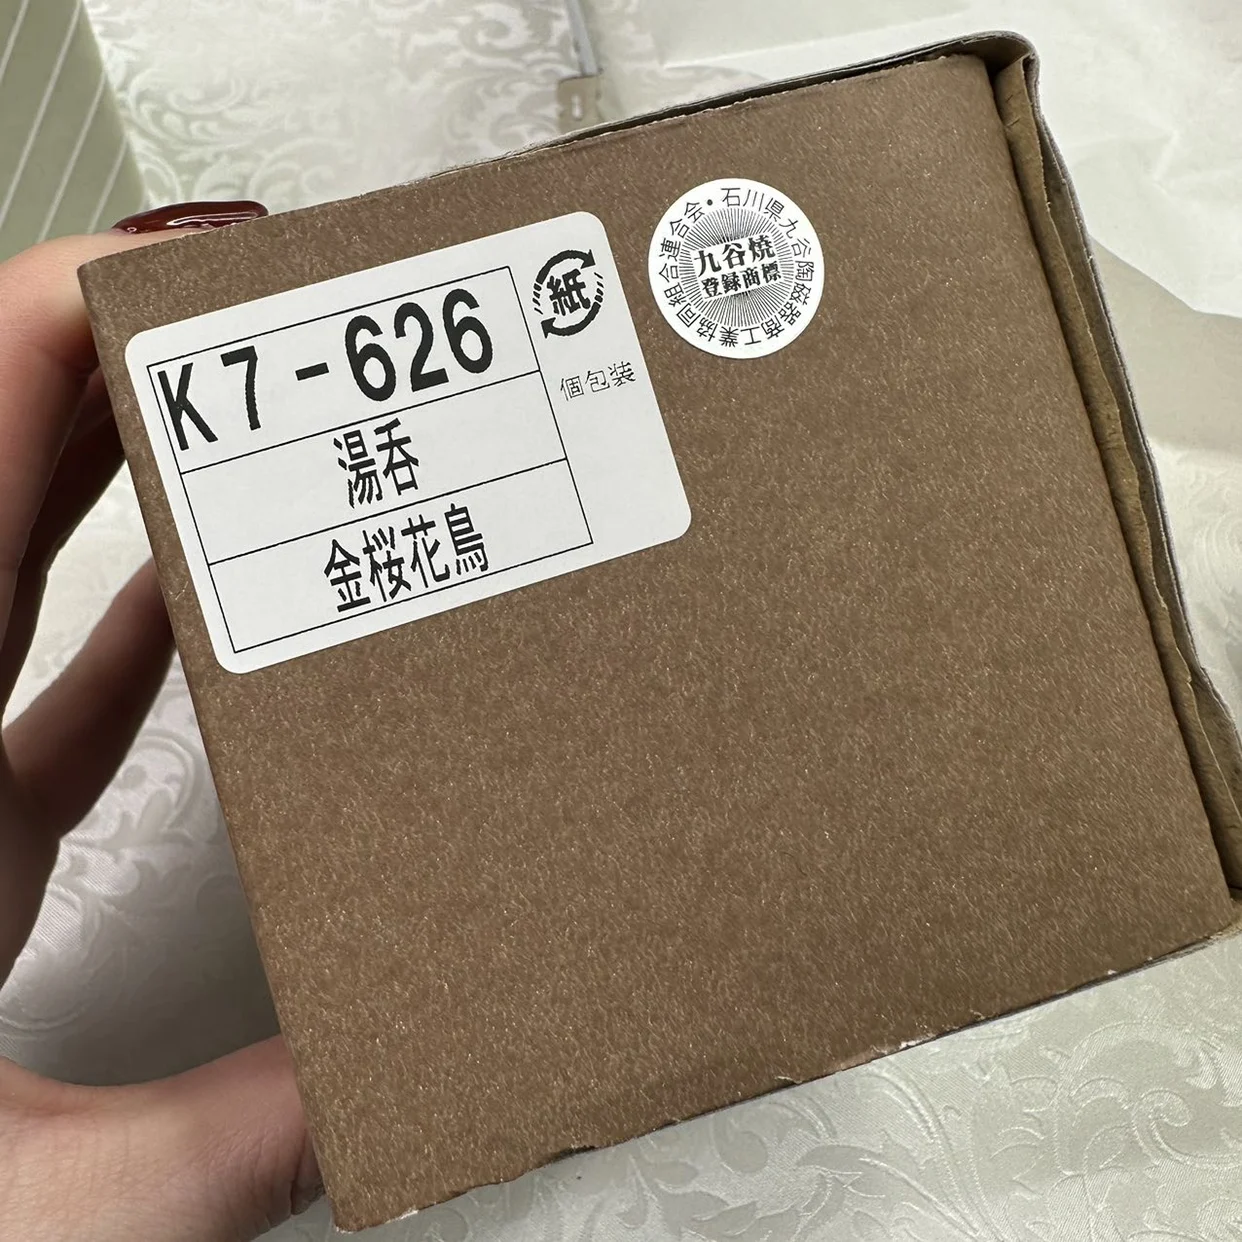 K7-626
湯呑
金桜花鳥
紙
個包装
石川県九谷陶磁器商工業協同組合連合会・
九谷焼
登録商標